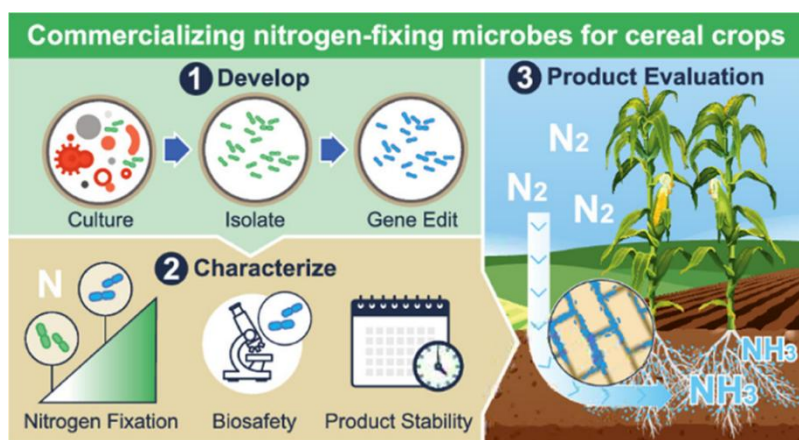 Commercializing nitrogen-fixing microbes for cereal crops
1 Develop
Culture
Isolate
Gene Edit
2 Characterize
N
Nitrogen Fixation
Biosafety
Product Stability
3 Product Evaluation
N2
N2
N2
NH3
NH3